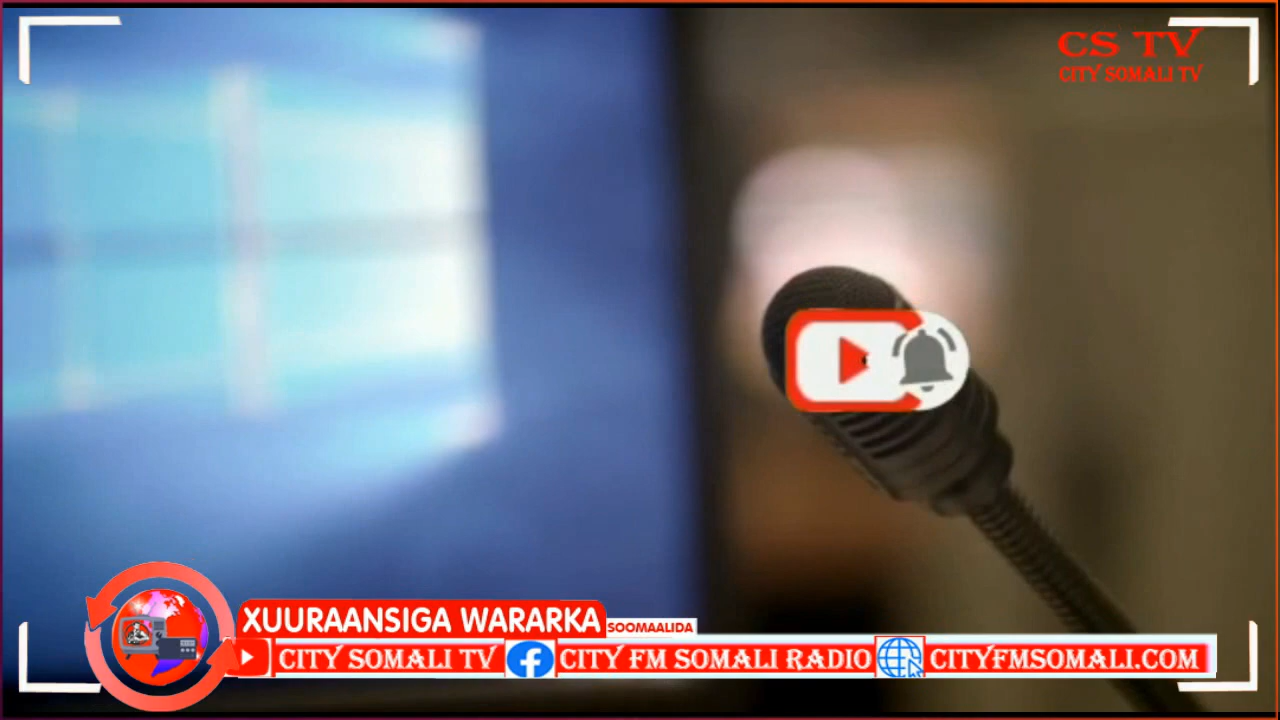 CS TV
CITY SOMALI TV
XUURAANSIGA WARARKA
SOOMAALIDA
CITY SOMALI TV CITY FM SOMALI RADIO CITYFMSOMALI.COM